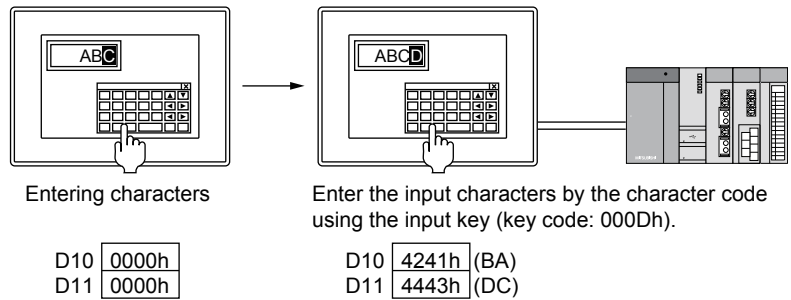 ABC
ABCD
X
X
Entering characters
Enter the input characters by the character code
using the input key (key code: 000Dh).
D10 0000h
D11 0000h
D10 4241h (BA)
D11 4443h (DC)